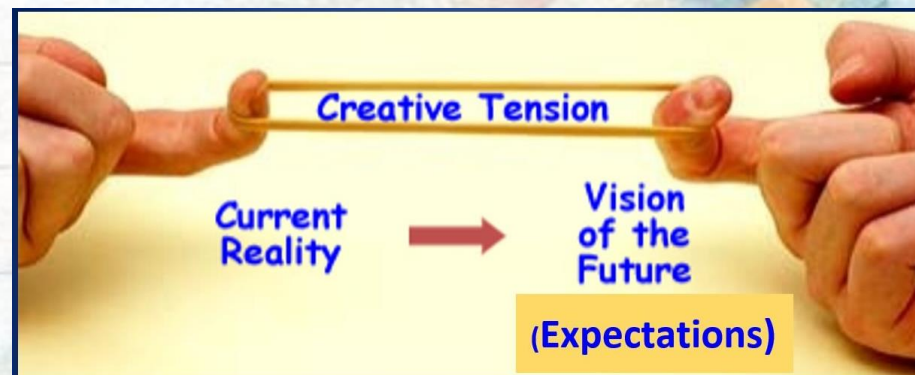 Creative Tension
Current
Reality
Vision
of the
Future
(Expectations)